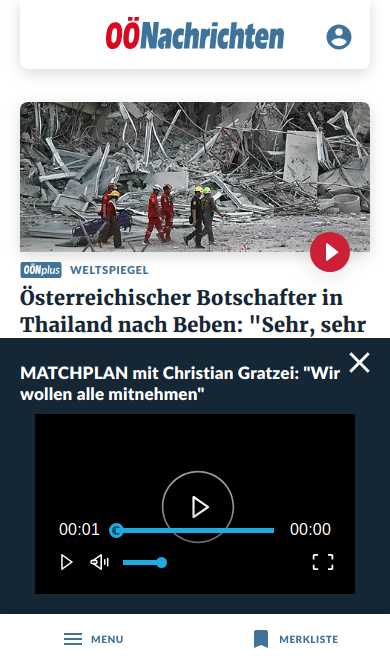 OÖNachrichten
OÖNplus WELTSPIEGEL
Österreichischer Botschafter in
Thailand nach Beben: "Sehr, sehr
MATCHPLAN mit Christian Gratzei: "Wir
wollen alle mitnehmen"
00:01 00:00
MENU MERKLISTE